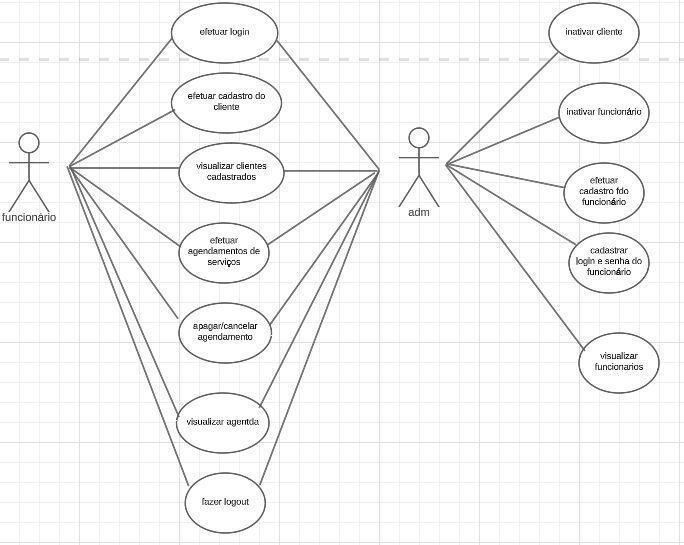 efetuar login
efetuar cadastro do
cliente
visualizar clientes
cadastrados
efetuar
agendamentos de
serviços
apagar/cancelar
agendamento
visualizar agentda
fazer logout
funcionário
adm
inativar cliente
inativar funcionário
efetuar
cadastro fdo
funcionário
cadastrar
login e senha do
funcionário
visualizar
funcionarios